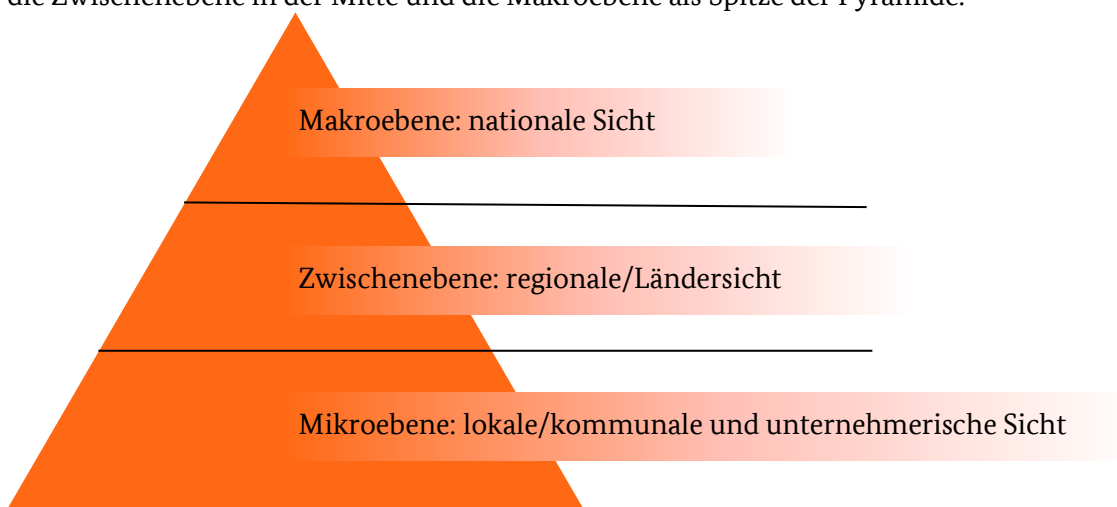 die Zwischenebene in der Mitte und die Makroebene als Spitze der Pyramide.
Makroebene: nationale Sicht
Zwischenebene: regionale/Ländersicht
Mikroebene: lokale/kommunale und unternehmerische Sicht